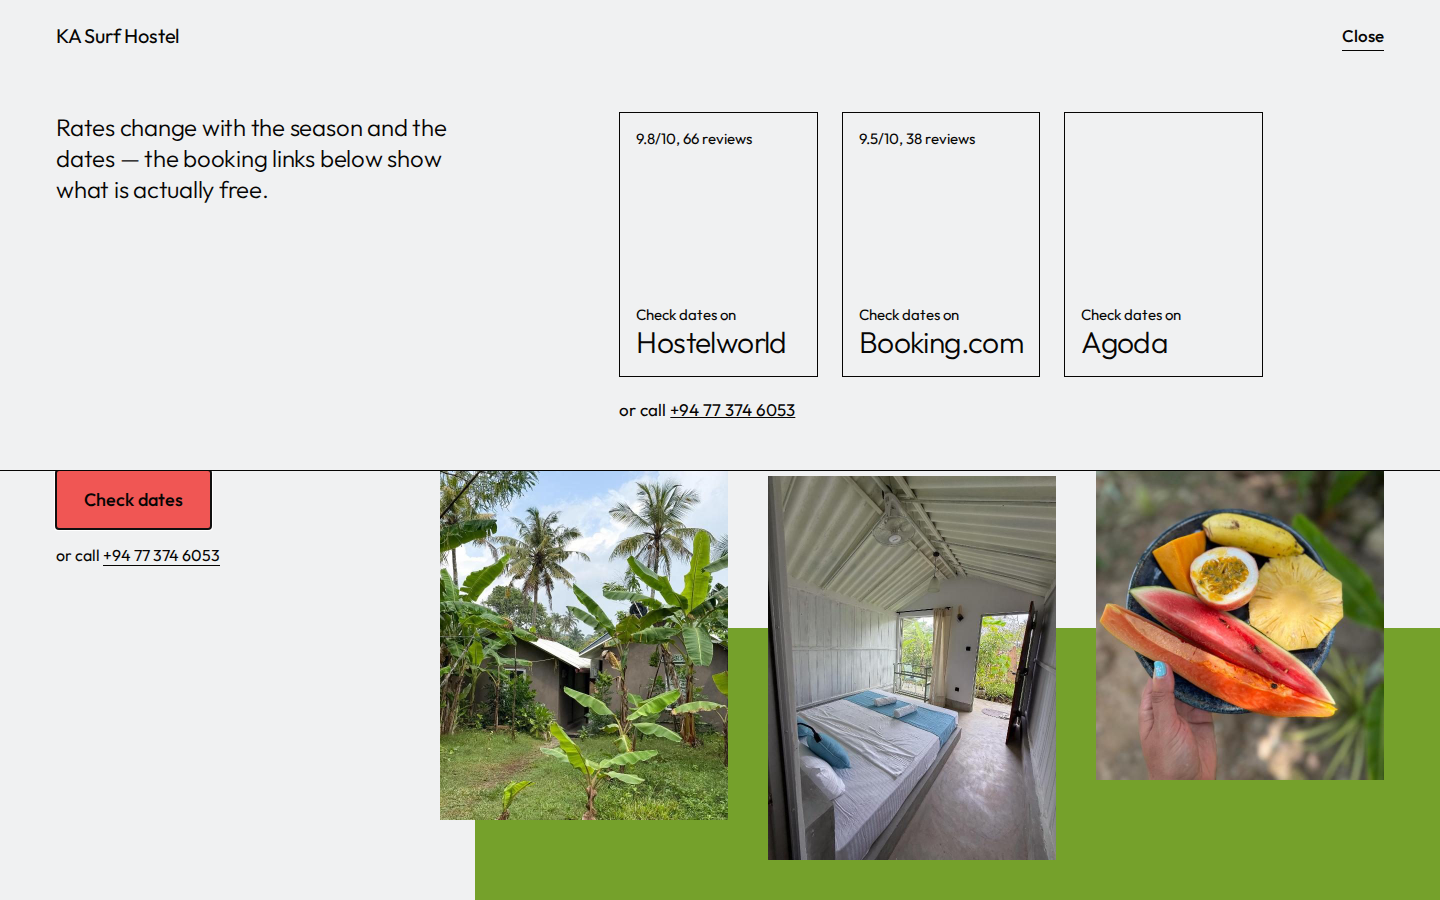 KA Surf Hostel
Close
Rates change with the season and the
dates — the booking links below show
what is actually free.
9.8/10, 66 reviews
Check dates on
Hostelworld
9.5/10, 38 reviews
Check dates on
Booking.com
Check dates on
Agoda
or call +94 77 374 6053
Check dates
or call +94 77 374 6053